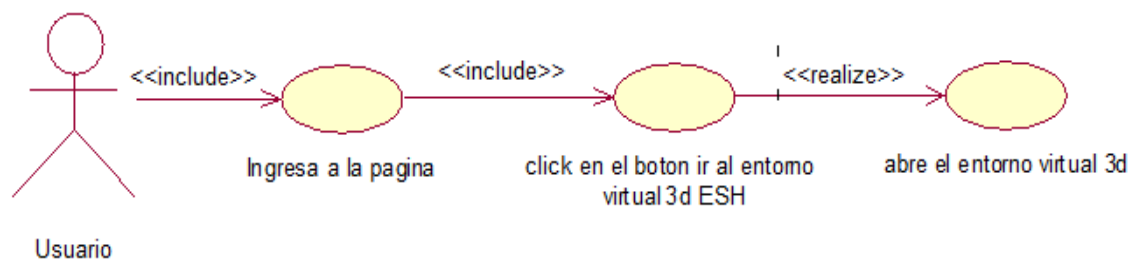 <<include>>
<<include>>
<<realize>>
Ingresa a la pagina
click en el boton ir al entorno
virtual 3d ESH
abre el entorno virtual 3d
Usuario